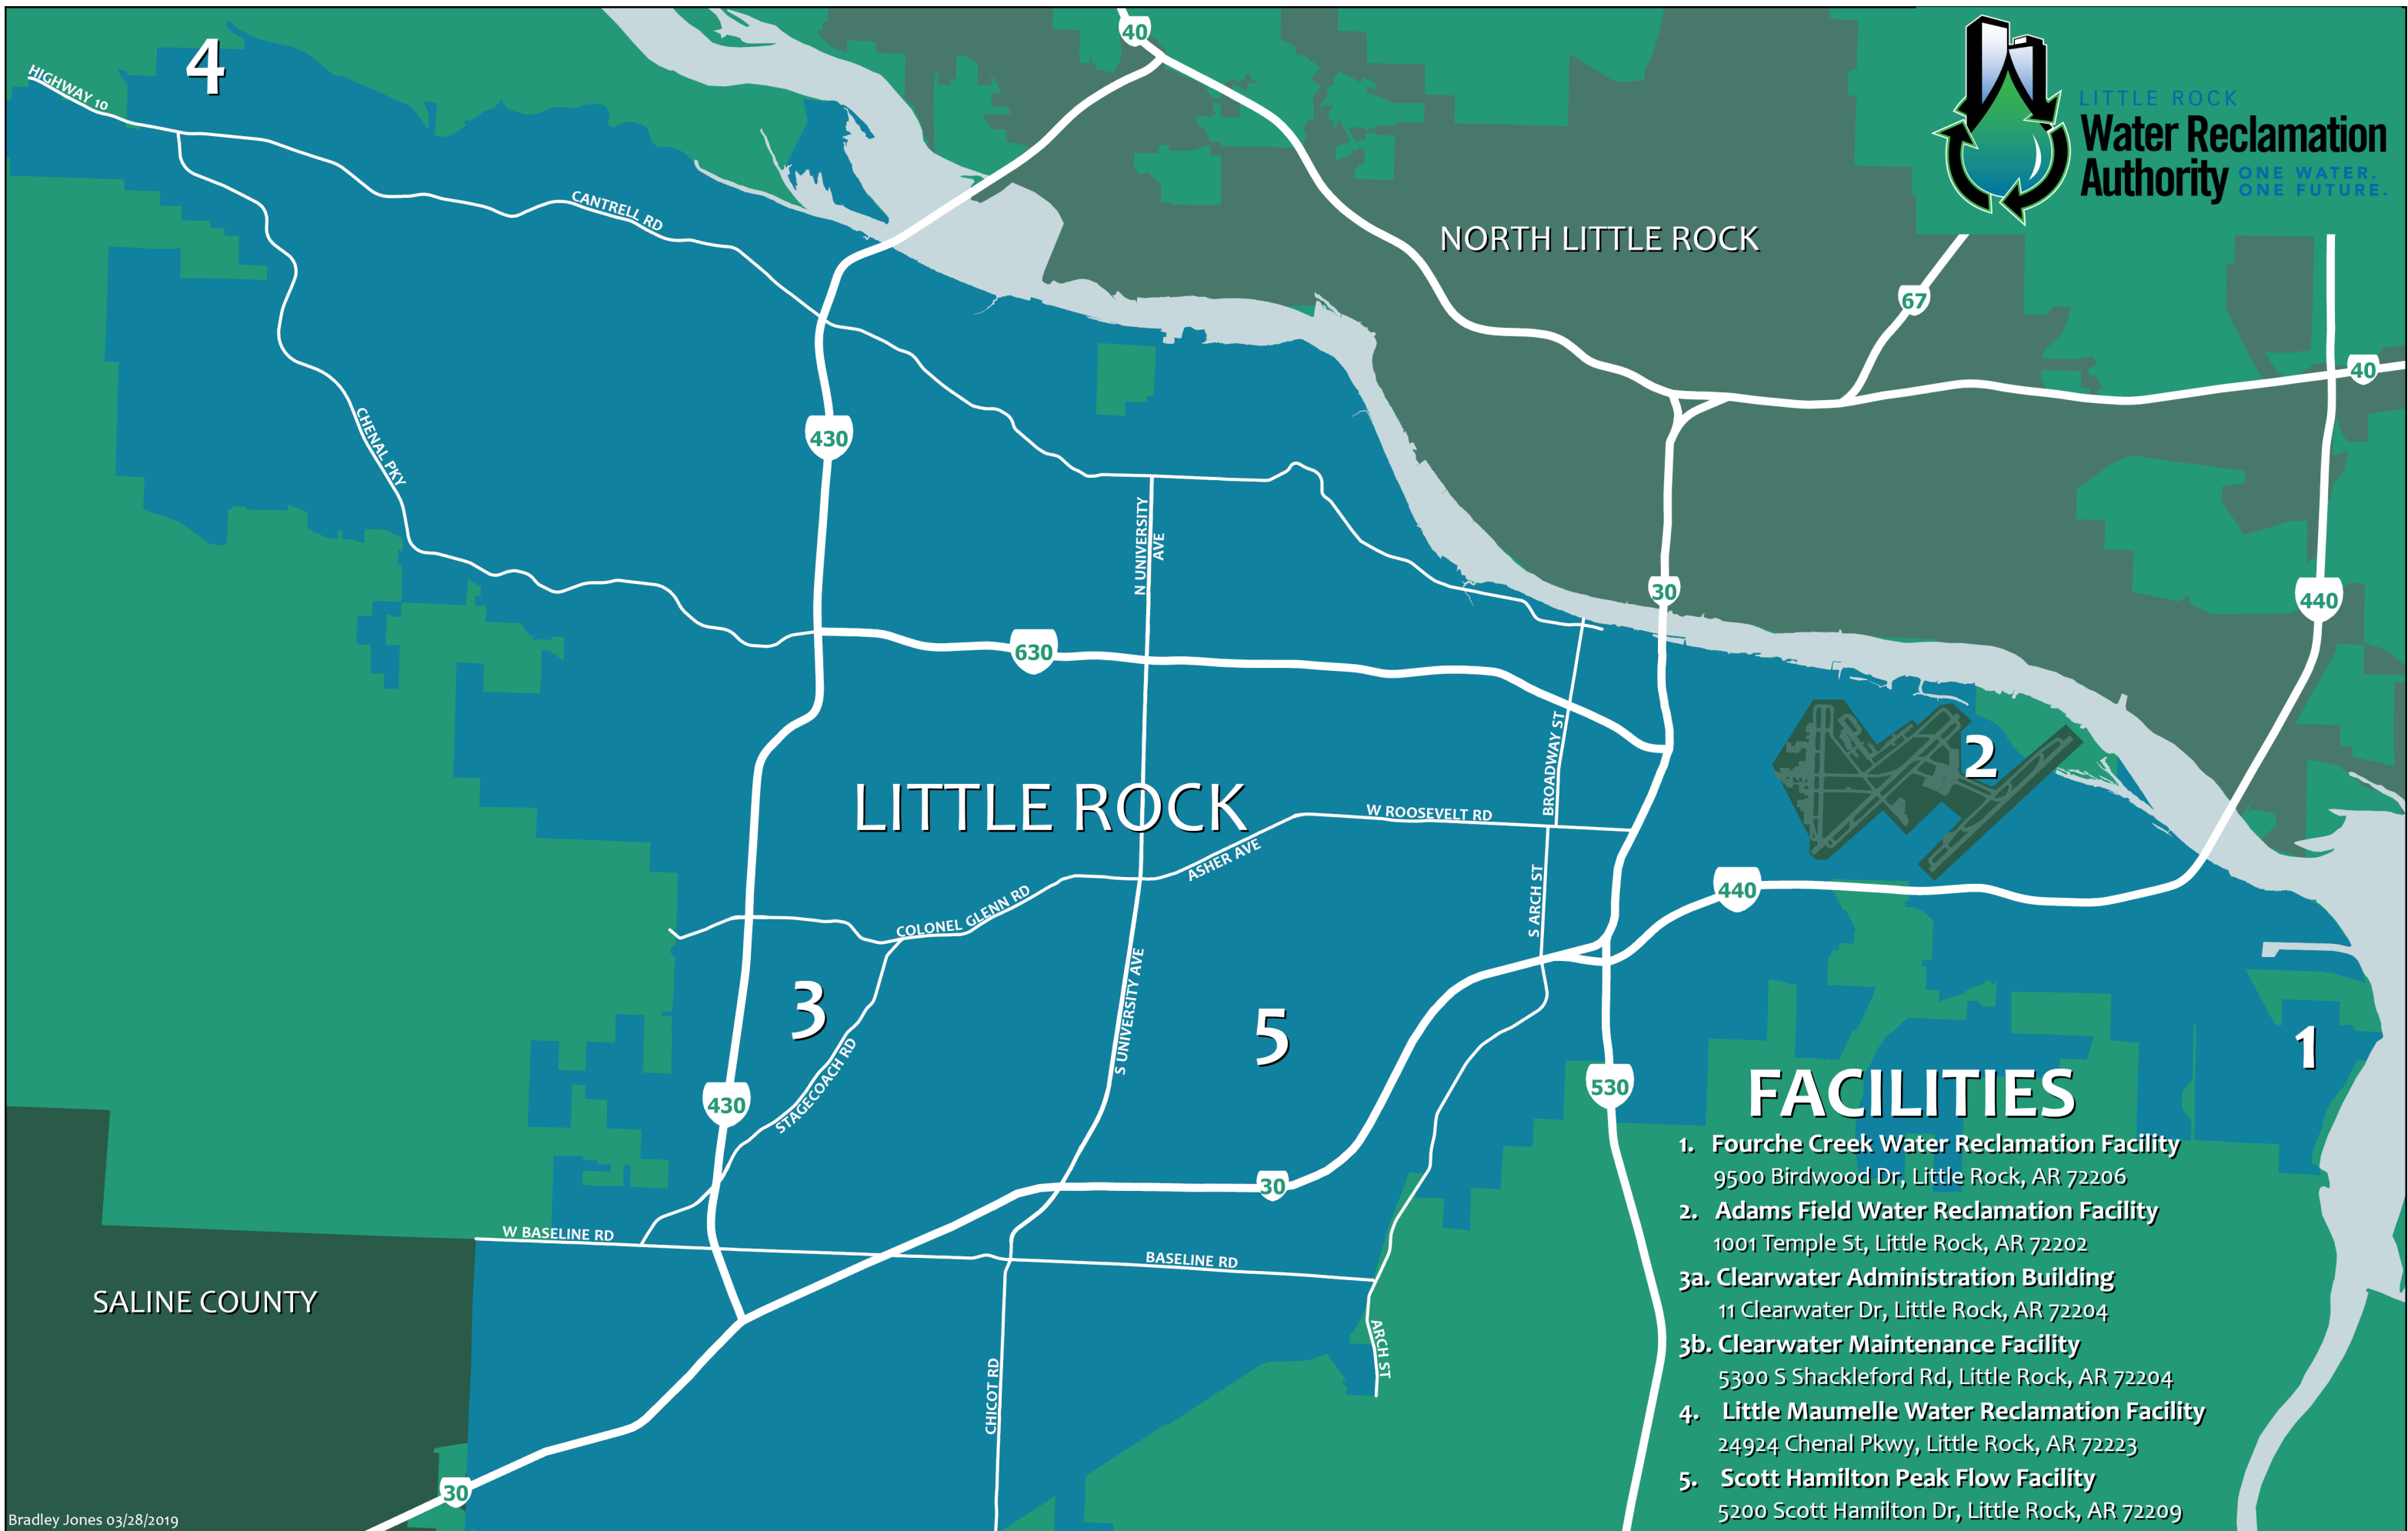 40
4
HIGHWAY 10
LITTLE ROCK
Water Reclamation
Authority
ONE WATER.
ONE FUTURE.
CANTRELL RD
NORTH LITTLE ROCK
67
40
430
CHENAL PKY
N UNIVERSITY
AVE
30
440
630
BROADWAY ST
2
LITTLE ROCK
W ROOSEVELT RD
ASHER AVE
440
COLONEL GLENN RD
S ARCH ST
3
S UNIVERSITY AVE
5
1
STAGECOACH RD
430
530
30
W BASELINE RD
BASELINE RD
SALINE COUNTY
ARCH ST
CHICOT RD
30
FACILITIES
1. Fourche Creek Water Reclamation Facility
9500 Birdwood Dr, Little Rock, AR 72206
2. Adams Field Water Reclamation Facility
1001 Temple St, Little Rock, AR 72202
3a. Clearwater Administration Building
11 Clearwater Dr, Little Rock, AR 72204
3b. Clearwater Maintenance Facility
5300 S Shackleford Rd, Little Rock, AR 72204
4. Little Maumelle Water Reclamation Facility
24924 Chenal Pkwy, Little Rock, AR 72223
5. Scott Hamilton Peak Flow Facility
5200 Scott Hamilton Dr, Little Rock, AR 72209
Bradley Jones 03/28/2019